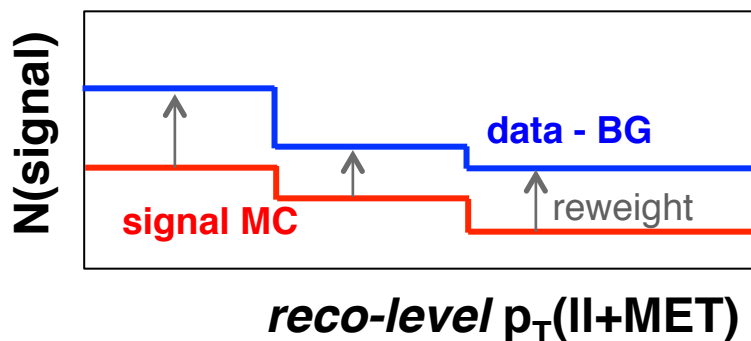 N(signal)
data - BG
signal MC
reweight
reco-level pT(ll+MET)